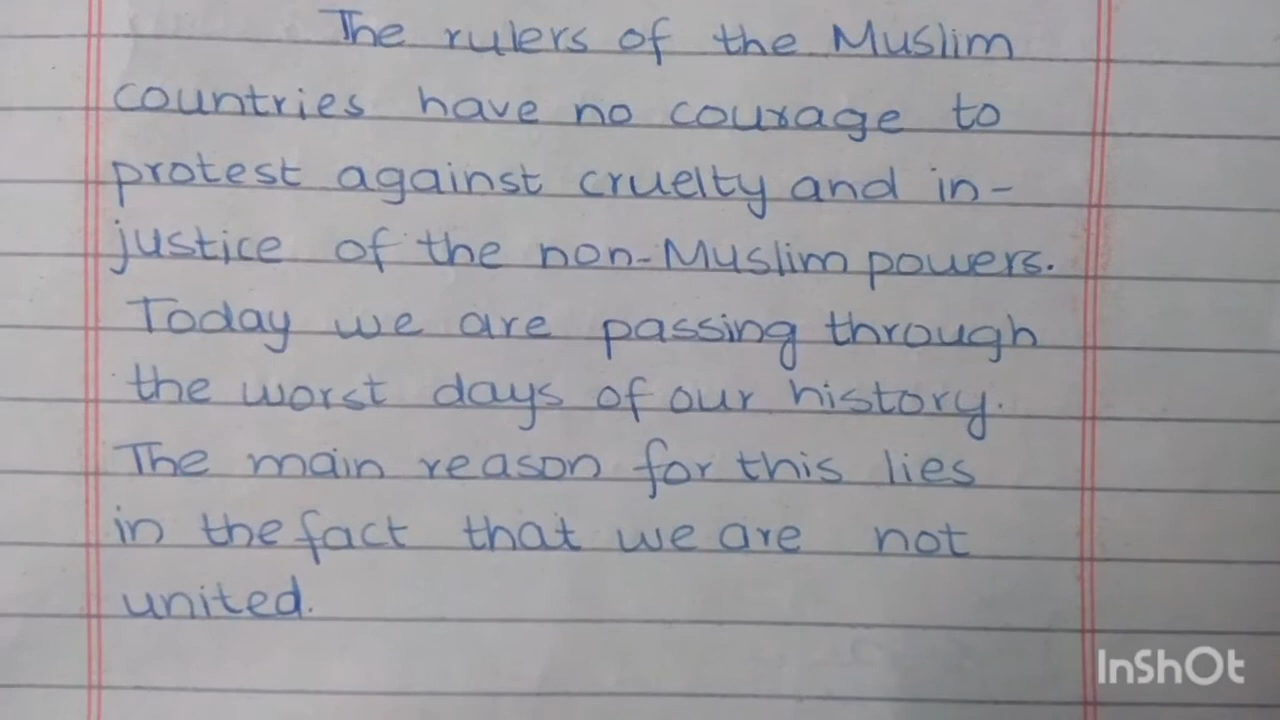 The rulers of the Muslim
countries have no courage to
protest against cruelty and in-
justice of the non-Muslim powers.
Today we are passing through
the worst days of our history.
The main reason for this lies
in the fact that we are not
united.
InShOt